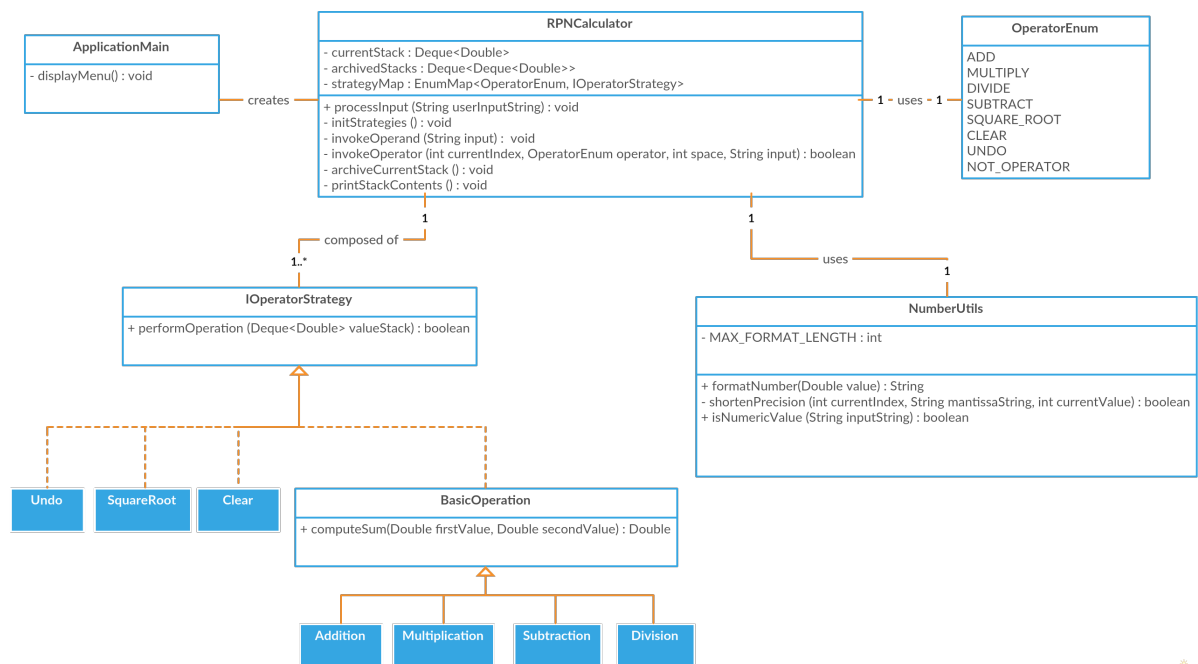 ApplicationMain
- displayMenu() : void
creates
RPNCalculator
- currentStack : Deque<Double>
- archivedStacks : Deque<Deque<Double>>
- strategyMap : EnumMap<OperatorEnum, IOperatorStrategy>
+ processInput (String userInputString) : void
- initStrategies () : void
- invokeOperand (String input) :  void
- invokeOperator (int currentIndex, OperatorEnum operator, int space, String input) : boolean
- archiveCurrentStack () : void
- printStackContents () : void
1 - uses - 1
OperatorEnum
ADD
MULTIPLY
DIVIDE
SUBTRACT
SQUARE_ROOT
CLEAR
UNDO
NOT_OPERATOR
1
composed of
1..*
1
uses
1
IOperatorStrategy
+ performOperation (Deque<Double> valueStack) : boolean
NumberUtils
- MAX_FORMAT_LENGTH : int
+ formatNumber(Double value) : String
- shortenPrecision (int currentIndex, String mantissaString, int currentValue) : boolean
+ isNumericValue (String inputString) : boolean
Undo
SquareRoot
Clear
BasicOperation
+ computeSum(Double firstValue, Double secondValue) : Double
Addition
Multiplication
Subtraction
Division